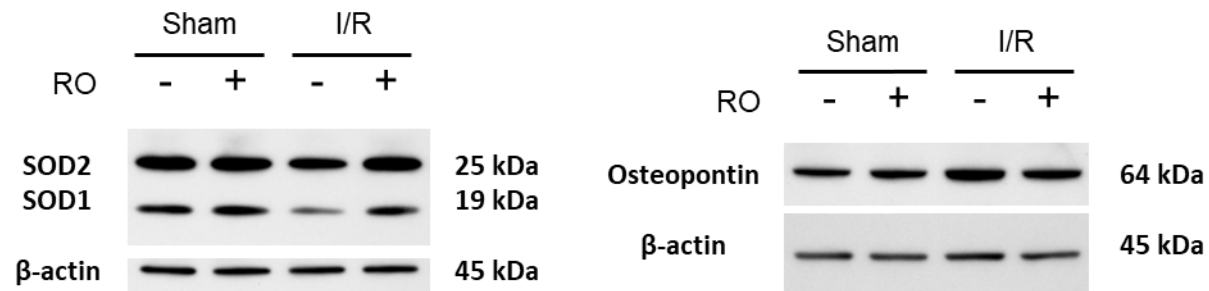 Sham I/R
RO - + - +
SOD2 25 kDa
SOD1 19 kDa
β-actin 45 kDa
Sham I/R
RO - + - +
Osteopontin 64 kDa
β-actin 45 kDa